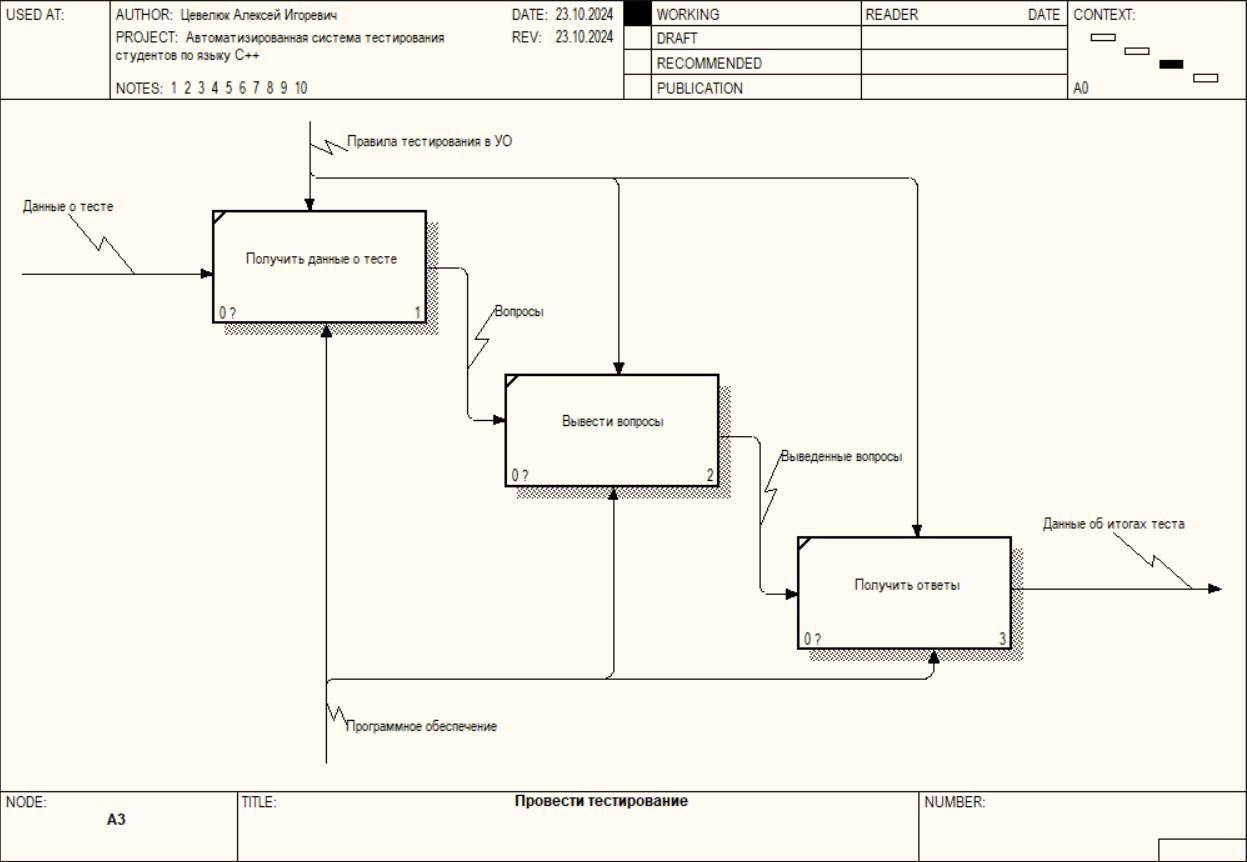 USED AT:
AUTHOR: Цевелюк Алексей Игоревич
DATE: 23.10.2024
PROJECT: Автоматизированная система тестирования
студентов по языку C++
REV: 23.10.2024
NOTES: 1 2 3 4 5 6 7 8 9 10
WORKING
DRAFT
RECOMMENDED
PUBLICATION
READER DATE
CONTEXT:
A0
Правила тестирования в УО
Данные о тесте
Получить данные о тесте
0 ? 1
Вопросы
Вывести вопросы
0 ? 2
Выведенные вопросы
Данные об итогах теста
Получить ответы
0 ? 3
Программное обеспечение
NODE:
A3
TITLE:
Провести тестирование
NUMBER: